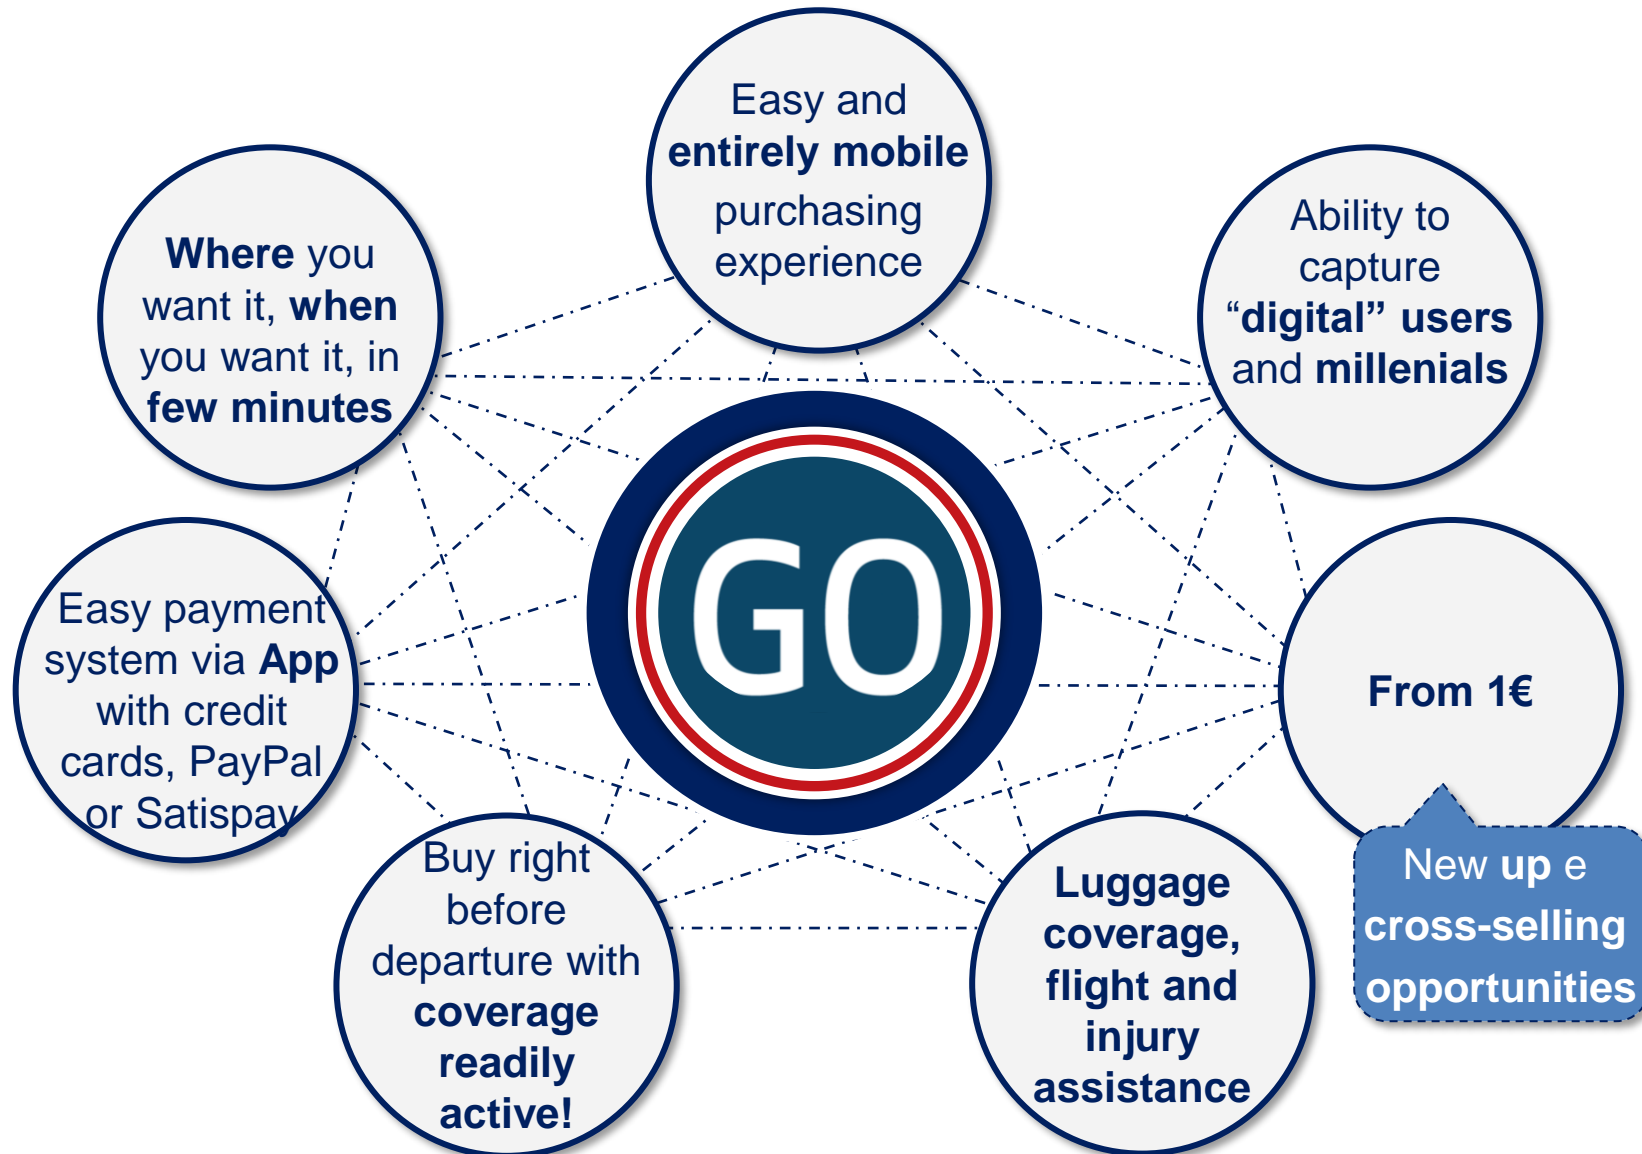 Easy and
entirely mobile
purchasing
experience
Where you
want it, when
you want it, in
few minutes
Ability to
capture
“digital” users
and millenials
GO
Easy payment
system via App
with credit
cards, PayPal
or Satispay
From 1€
New up e
cross-selling
opportunities
Buy right
before
departure with
coverage
readily
active!
Luggage
coverage,
flight and
injury
assistance